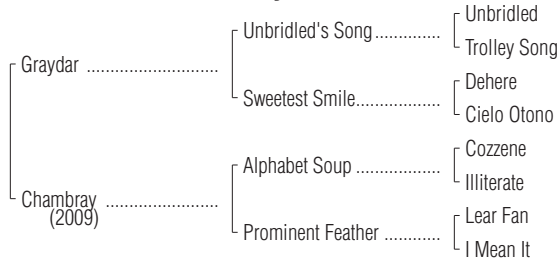 Unbridled
Unbridled's Song..............
Trolley Song
Graydar ............................
Dehere
Sweetest Smile..................
Cielo Otono
Cozzene
Alphabet Soup ..................
Illiterate
Chambray ........................
(2009)
Lear Fan
Prominent Feather ............
I Mean It